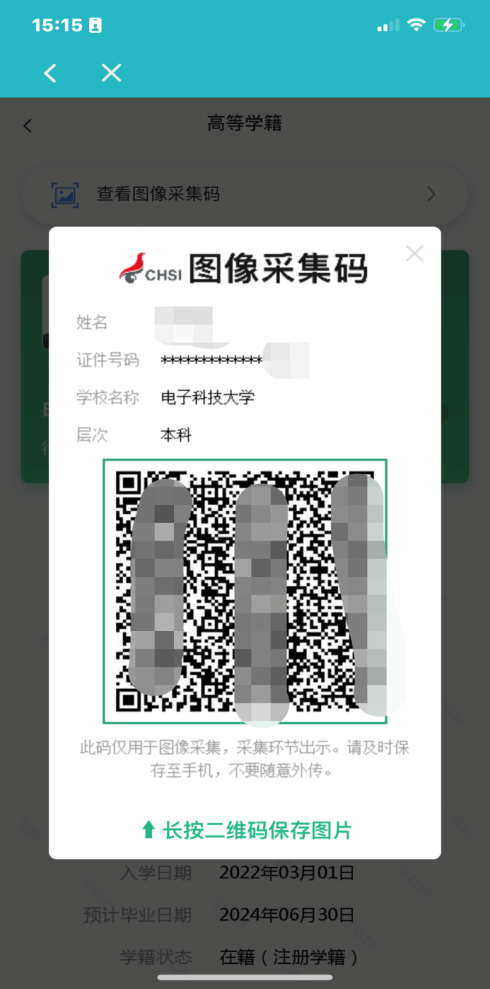 15:15
高等学籍
查看图像采集码
CHSI 图像采集码
姓名
证件号码 *************
学校名称 电子科技大学
层次 本科
此码仅用于图像采集，采集环节出示。请及时保
存至手机，不要随意外传。
长按二维码保存图片
入学日期 2022年03月01日
预计毕业日期 2024年06月30日
学籍状态 在籍（注册学籍）